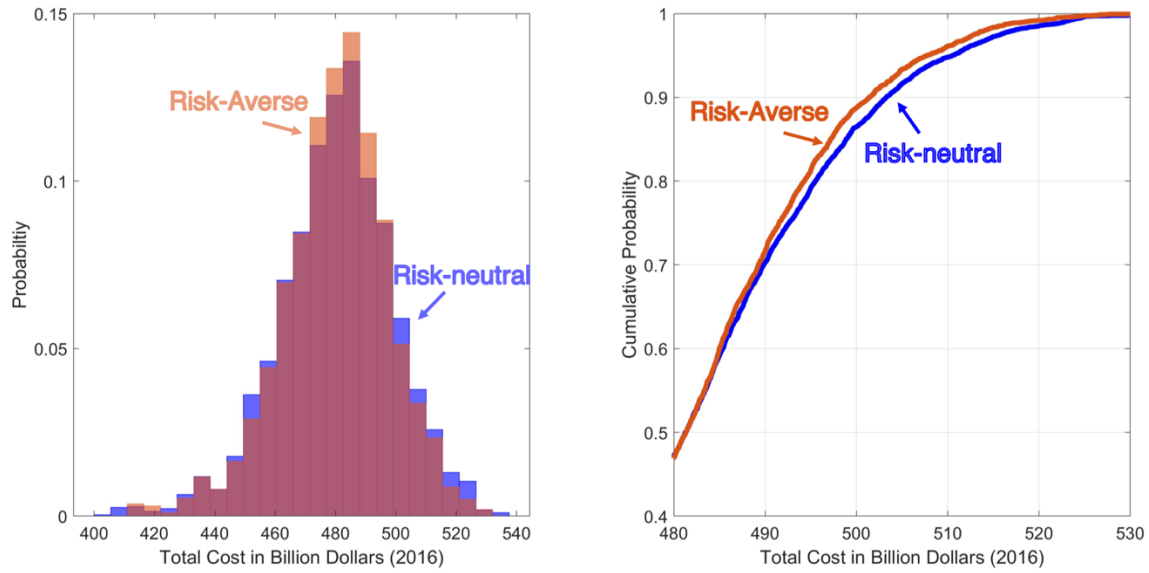 0.15
0.1
0.05
0
Probabiltiy
Risk-Averse
Risk-neutral
400 420 440 460 480 500 520 540
Total Cost in Billion Dollars (2016)
1
0.9
0.8
0.7
0.6
0.5
0.4
Cumulative Probability
Risk-Averse
Risk-neutral
480 490 500 510 520 530
Total Cost in Billion Dollars (2016)